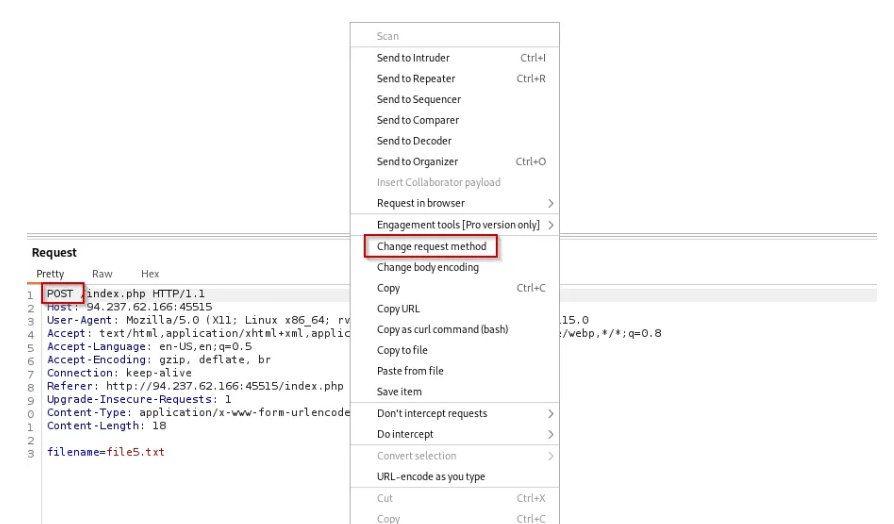 Scan
Send to Intruder Ctrl+I
Send to Repeater Ctrl+R
Send to Sequencer
Send to Comparer
Send to Decoder
Send to Organizer Ctrl+O
Insert Collaborator payload
Request in browser
Engagement tools [Pro version only]
Change request method
Change body encoding
Copy Ctrl+C
Copy URL
Copy as curl command (bash)
Copy to file
Paste from file
Save item
Don't intercept requests
Do intercept
Convert selection
URL-encode as you type
Cut Ctrl+X
Copy Ctrl+C
Request
Pretty Raw Hex
1 POST /index.php HTTP/1.1
2 Host: 94.237.62.166:45515
3 User-Agent: Mozilla/5.0 (X11; Linux x86_64; rv 15.0
4 Accept: text/html,application/xhtml+xml,applic /webp,*/*;q=0.8
5 Accept-Language: en-US,en;q=0.5
6 Accept-Encoding: gzip, deflate, br
7 Connection: keep-alive
8 Referer: http://94.237.62.166:45515/index.php
9 Upgrade-Insecure-Requests: 1
0 Content-Type: application/x-www-form-urlencode
1 Content-Length: 18
2
3 filename=file5.txt